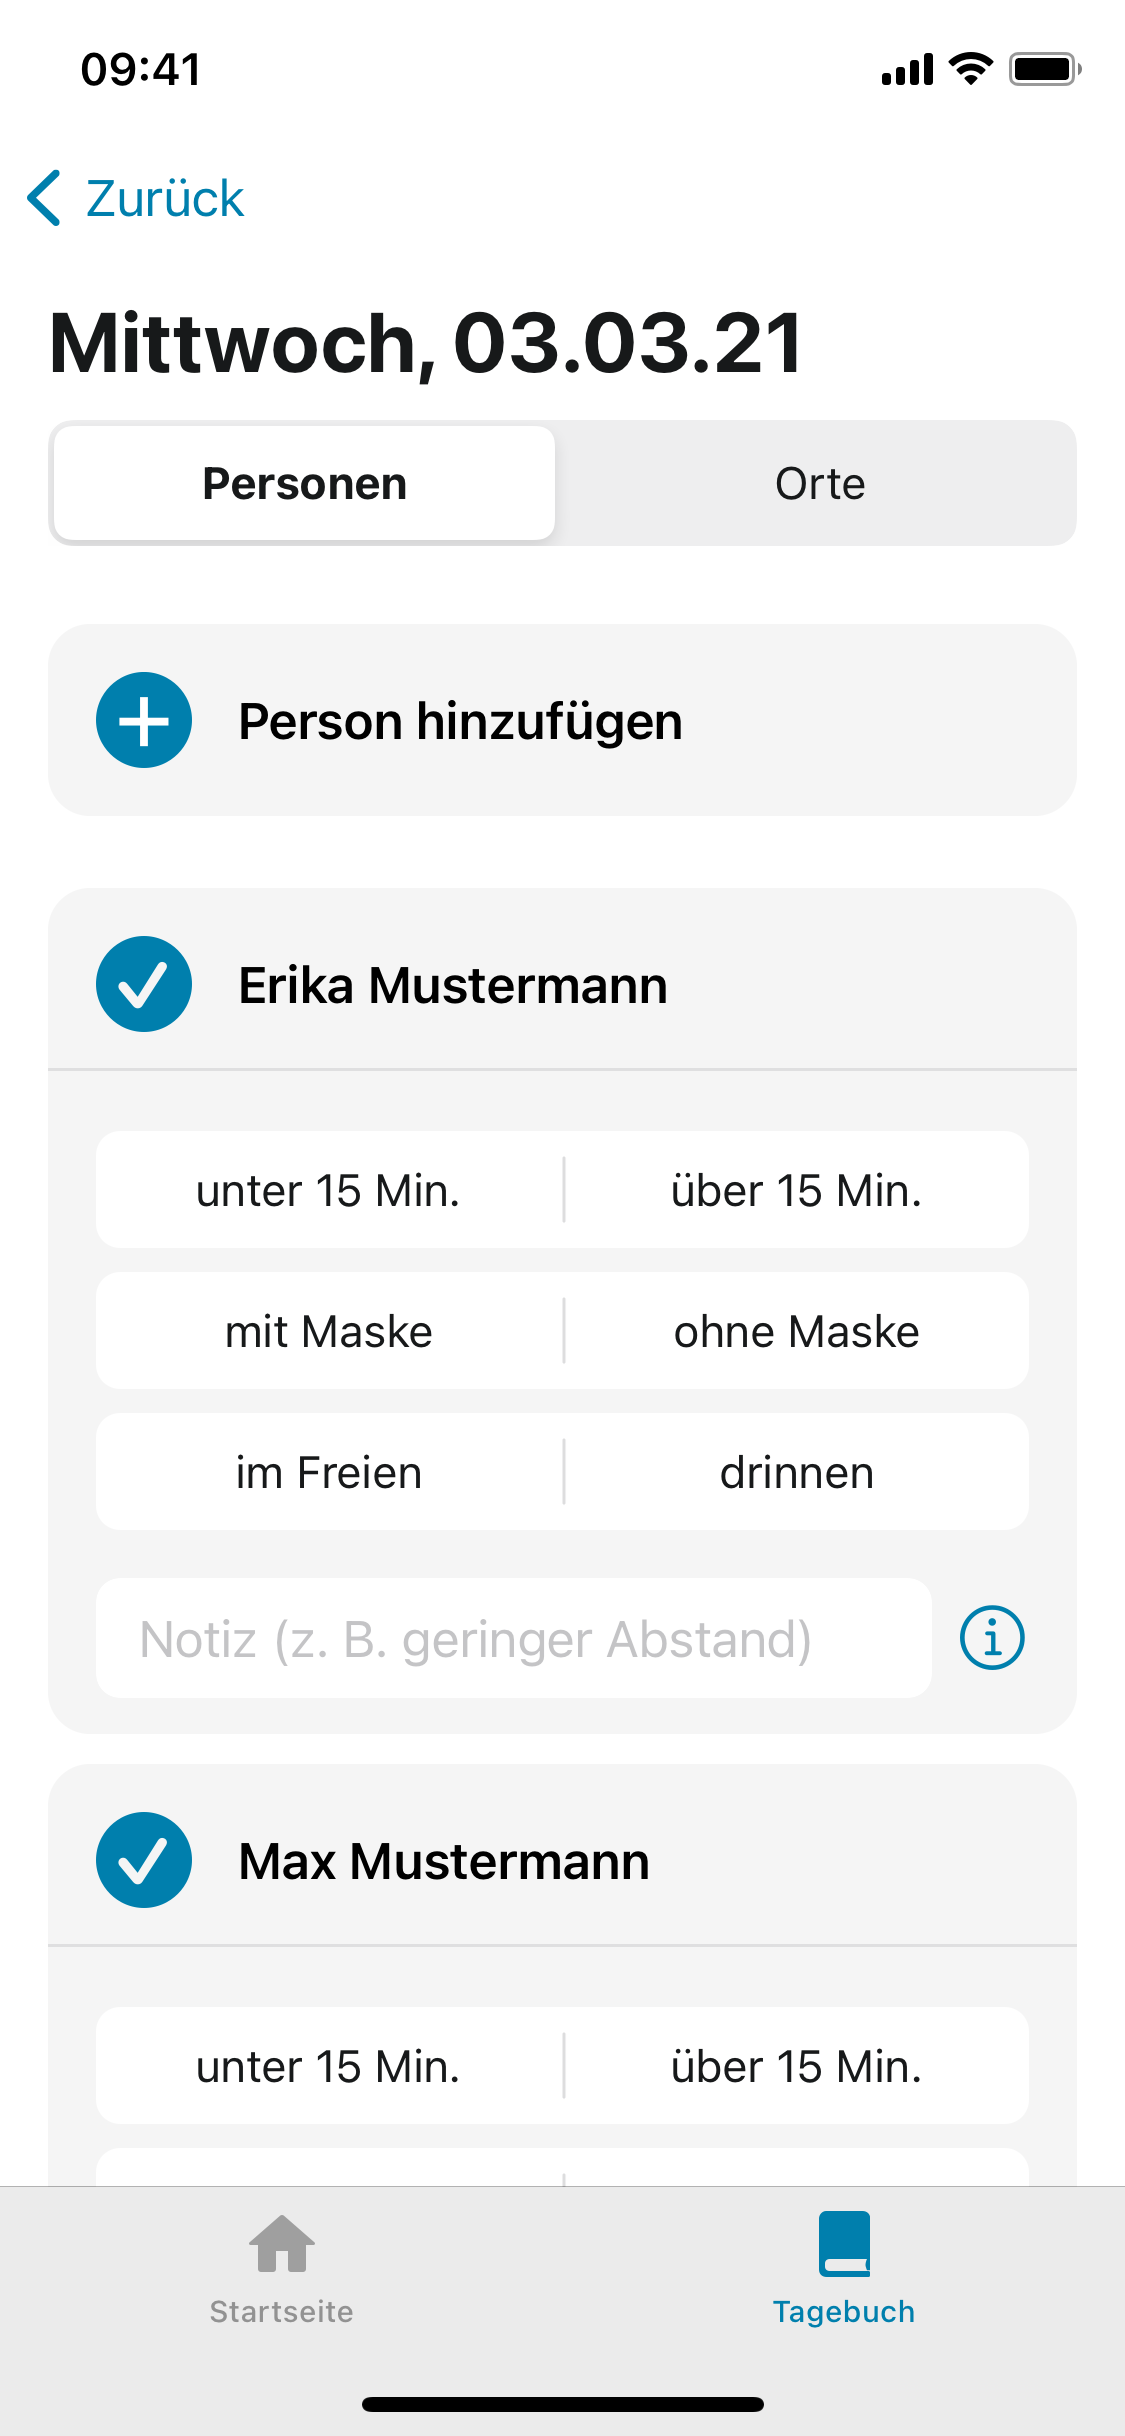 09:41
Zurück
Mittwoch, 03.03.21
Personen Orte
Person hinzufügen
Erika Mustermann
unter 15 Min. über 15 Min.
mit Maske ohne Maske
im Freien drinnen
Notiz (z. B. geringer Abstand)
Max Mustermann
unter 15 Min. über 15 Min.
Startseite Tagebuch